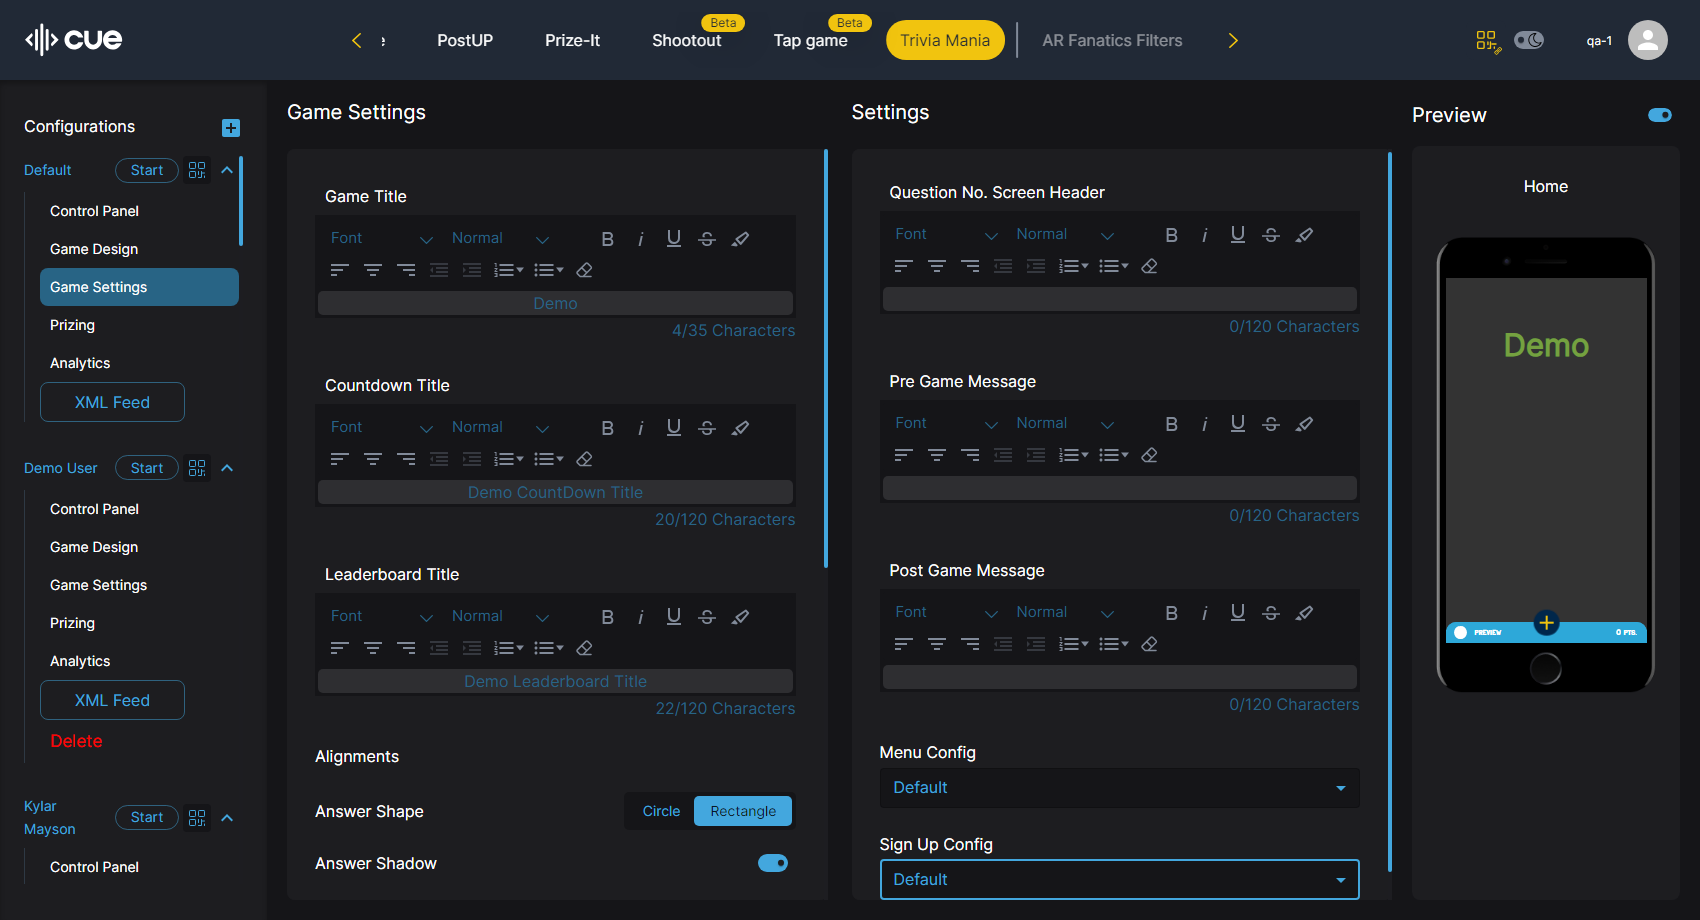 cue
PostUP
Prize-It
Shootout
Beta
Tap game
Beta
Trivia Mania
AR Fanatics Filters
qa-1
Configurations
Default
Start
Control Panel
Game Design
Game Settings
Prizing
Analytics
XML Feed
Demo User
Start
Control Panel
Game Design
Game Settings
Prizing
Analytics
XML Feed
Delete
Kylar
Mayson
Start
Control Panel
Game Settings
Game Title
Font Normal
Demo
4/35 Characters
Countdown Title
Font Normal
Demo CountDown Title
20/120 Characters
Leaderboard Title
Font Normal
Demo Leaderboard Title
22/120 Characters
Alignments
Answer Shape
Circle
Rectangle
Answer Shadow
Settings
Question No. Screen Header
Font Normal
0/120 Characters
Pre Game Message
Font Normal
0/120 Characters
Post Game Message
Font Normal
0/120 Characters
Menu Config
Default
Sign Up Config
Default
Preview
Home
Demo
PREVIEW
0 PTS.